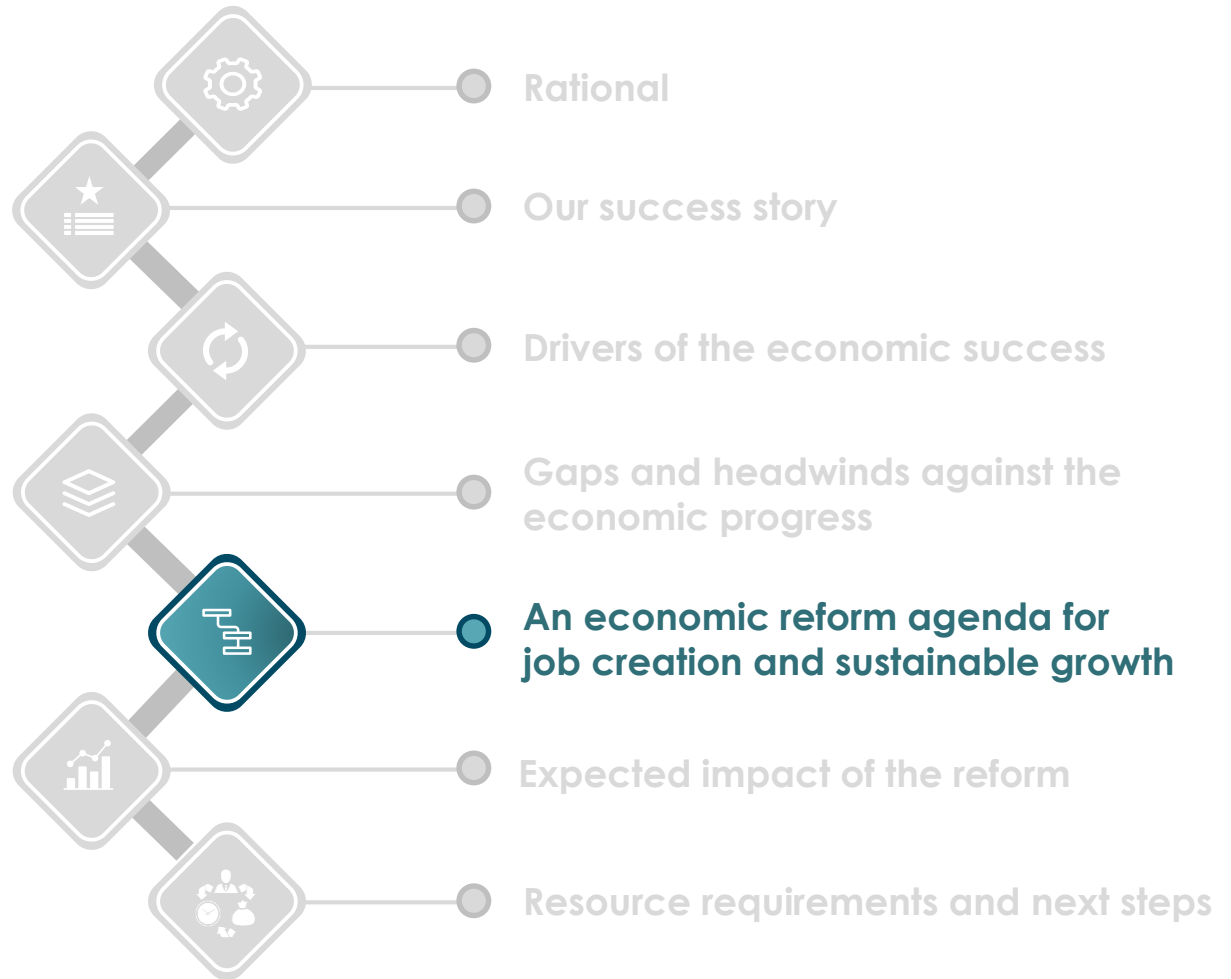 Rational
Our success story
Drivers of the economic success
Gaps and headwinds against the
economic progress
An economic reform agenda for
job creation and sustainable growth
Expected impact of the reform
Resource requirements and next steps